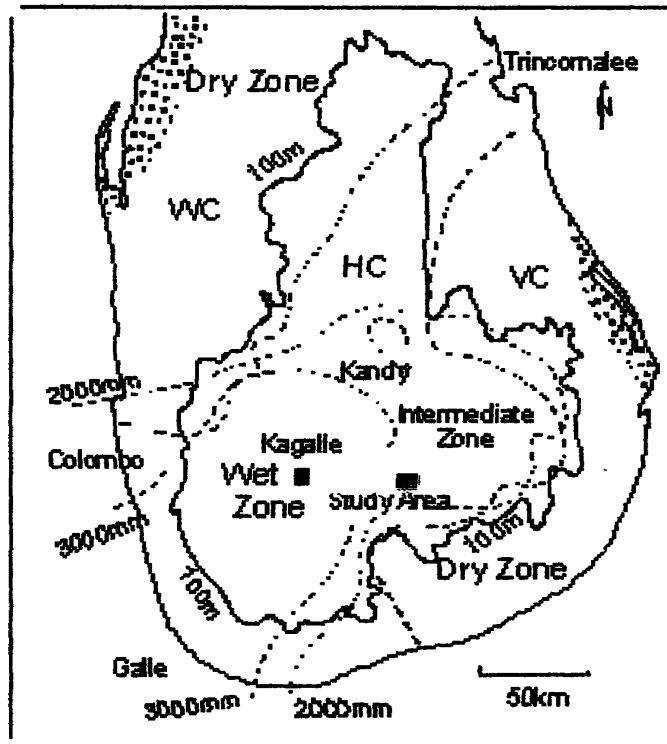 Trincomalee
Dry Zone
N
100m
WC
HC
VC
Kandy
2000mm
Intermediate
Zone
Kagalle
Colombo
Wet
Zone
Study Area
3000mm
100m
100m
Dry Zone
Galle
3000mm
2000mm
50km